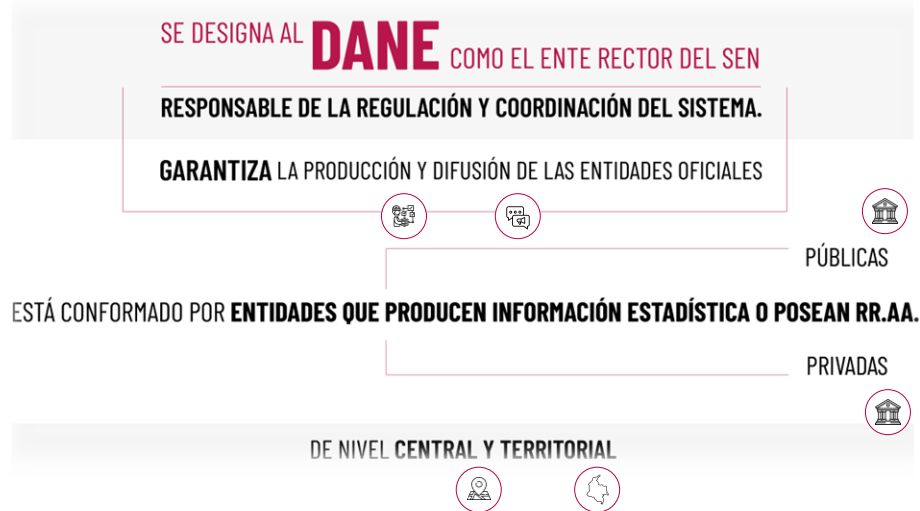 SE DESIGNA AL DANE COMO EL ENTE RECTOR DEL SEN
RESPONSABLE DE LA REGULACIÓN Y COORDINACIÓN DEL SISTEMA.
GARANTIZA LA PRODUCCIÓN Y DIFUSIÓN DE LAS ENTIDADES OFICIALES
PÚBLICAS
ESTÁ CONFORMADO POR ENTIDADES QUE PRODUCEN INFORMACIÓN ESTADÍSTICA O POSEAN RR.AA.
PRIVADAS
DE NIVEL CENTRAL Y TERRITORIAL